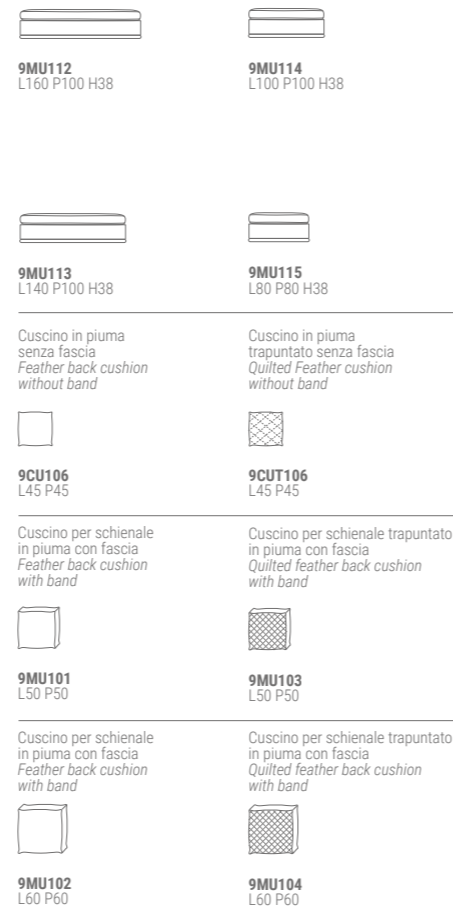 9MU112
L160 P100 H38
9MU114
L100 P100 H38
9MU113
L140 P100 H38
9MU115
L80 P80 H38
Cuscino in piuma
senza fascia
Feather back cushion
without band
Cuscino in piuma
trapuntato senza fascia
Quilted Feather cushion
without band
9CU106
L45 P45
9CUT106
L45 P45
Cuscino per schienale
in piuma con fascia
Feather back cushion
with band
Cuscino per schienale trapuntato
in piuma con fascia
Quilted feather back cushion
with band
9MU101
L50 P50
9MU103
L50 P50
Cuscino per schienale
in piuma con fascia
Feather back cushion
with band
Cuscino per schienale trapuntato
in piuma con fascia
Quilted feather back cushion
with band
9MU102
L60 P60
9MU104
L60 P60